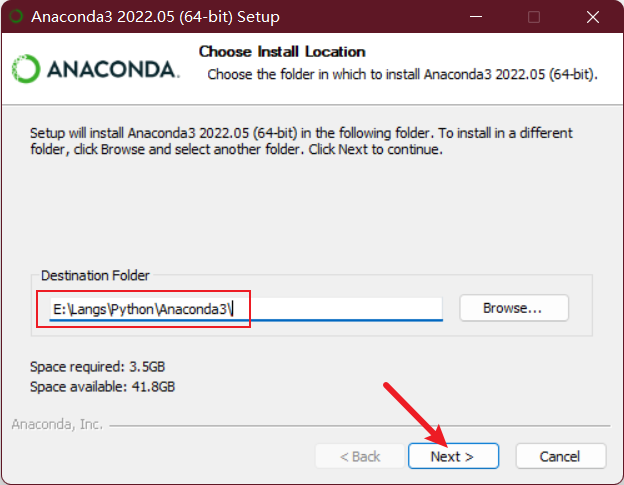 Anaconda3 2022.05 (64-bit) Setup
Choose Install Location
ANACONDA.
Choose the folder in which to install Anaconda3 2022.05 (64-bit).
Setup will install Anaconda3 2022.05 (64-bit) in the following folder. To install in a different
folder, click Browse and select another folder. Click Next to continue.
Destination Folder
E:\Langs\Python\Anaconda3\
Browse...
Space required: 3.5GB
Space available: 41.8GB
Anaconda, Inc.
< Back
Next >
Cancel